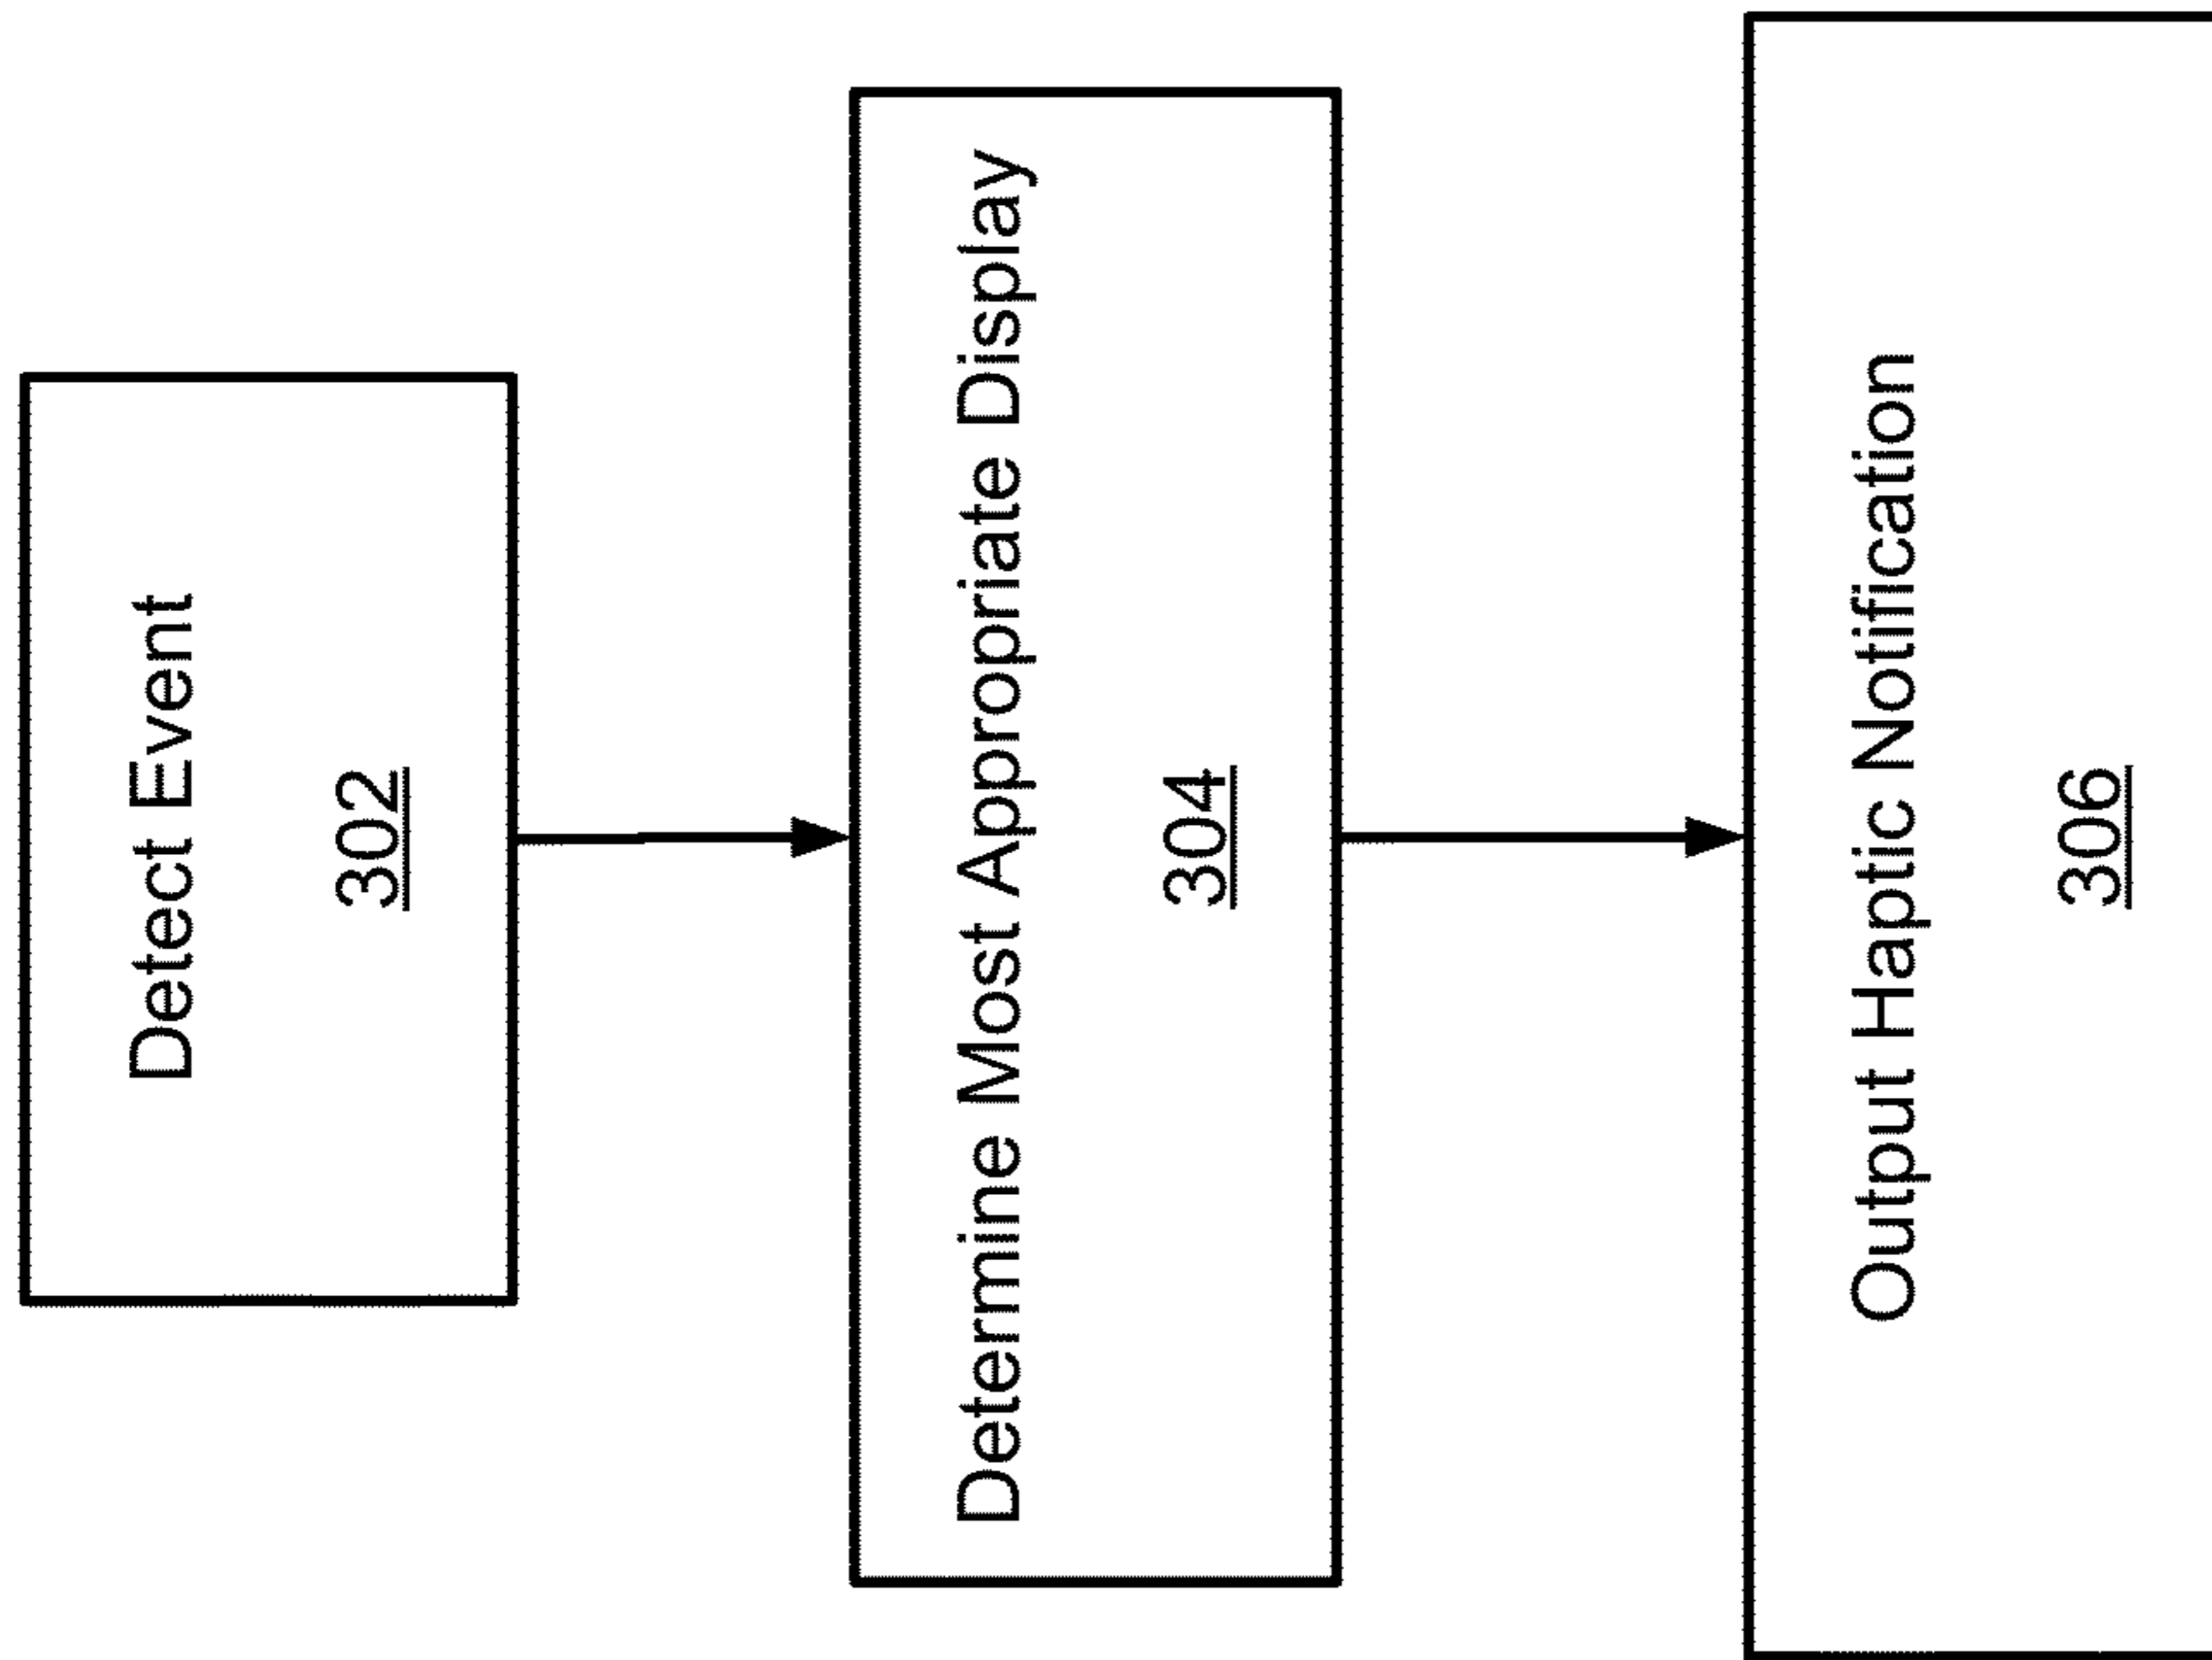 Detect Event
302
Determine Most Appropriate Display
304
Output Haptic Notification
306